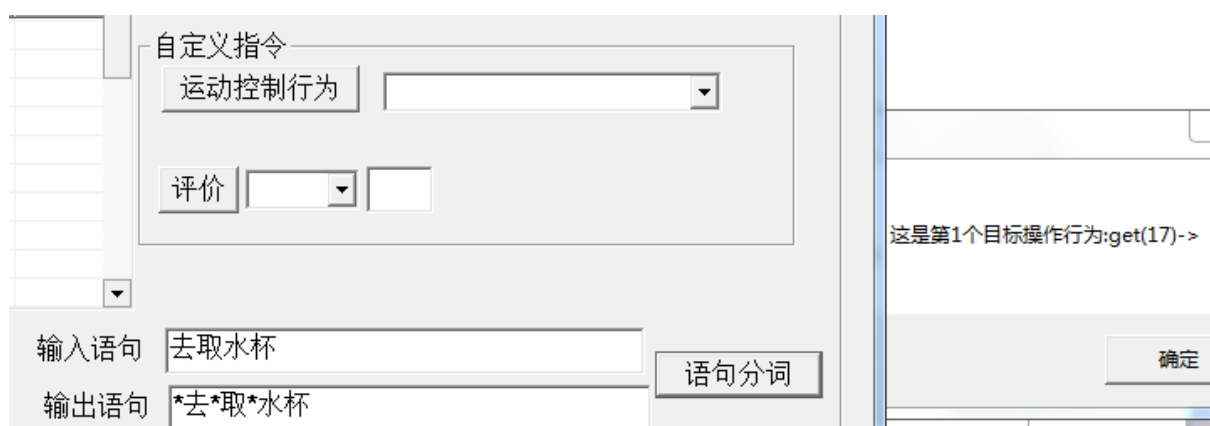 自定义指令
运动控制行为
评价
这是第1个目标操作行为:get(17)->
输入语句 去取水杯
语句分词
确定
输出语句 *去*取*水杯